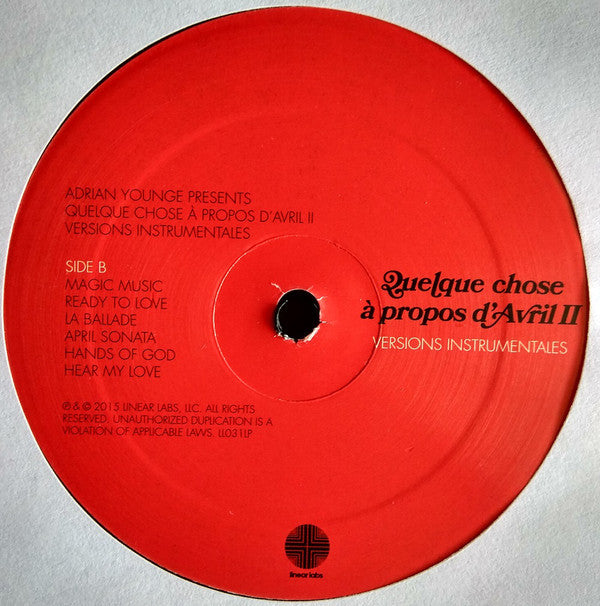 ADRIAN YOUNGE PRESENTS
QUELQUE CHOSE À PROPOS D'AVRIL II
VERSIONS INSTRUMENTALES
SIDE B
MAGIC MUSIC
READY TO LOVE
LA BALLADE
APRIL SONATA
HANDS OF GOD
HEAR MY LOVE
℗ & © 2015 LINEAR LABS, LLC. ALL RIGHTS
RESERVED. UNAUTHORIZED DUPLICATION IS A
VIOLATION OF APPLICABLE LAWS. LL031LP
Quelque chose
à propos d'Avril II
VERSIONS INSTRUMENTALES
linear labs